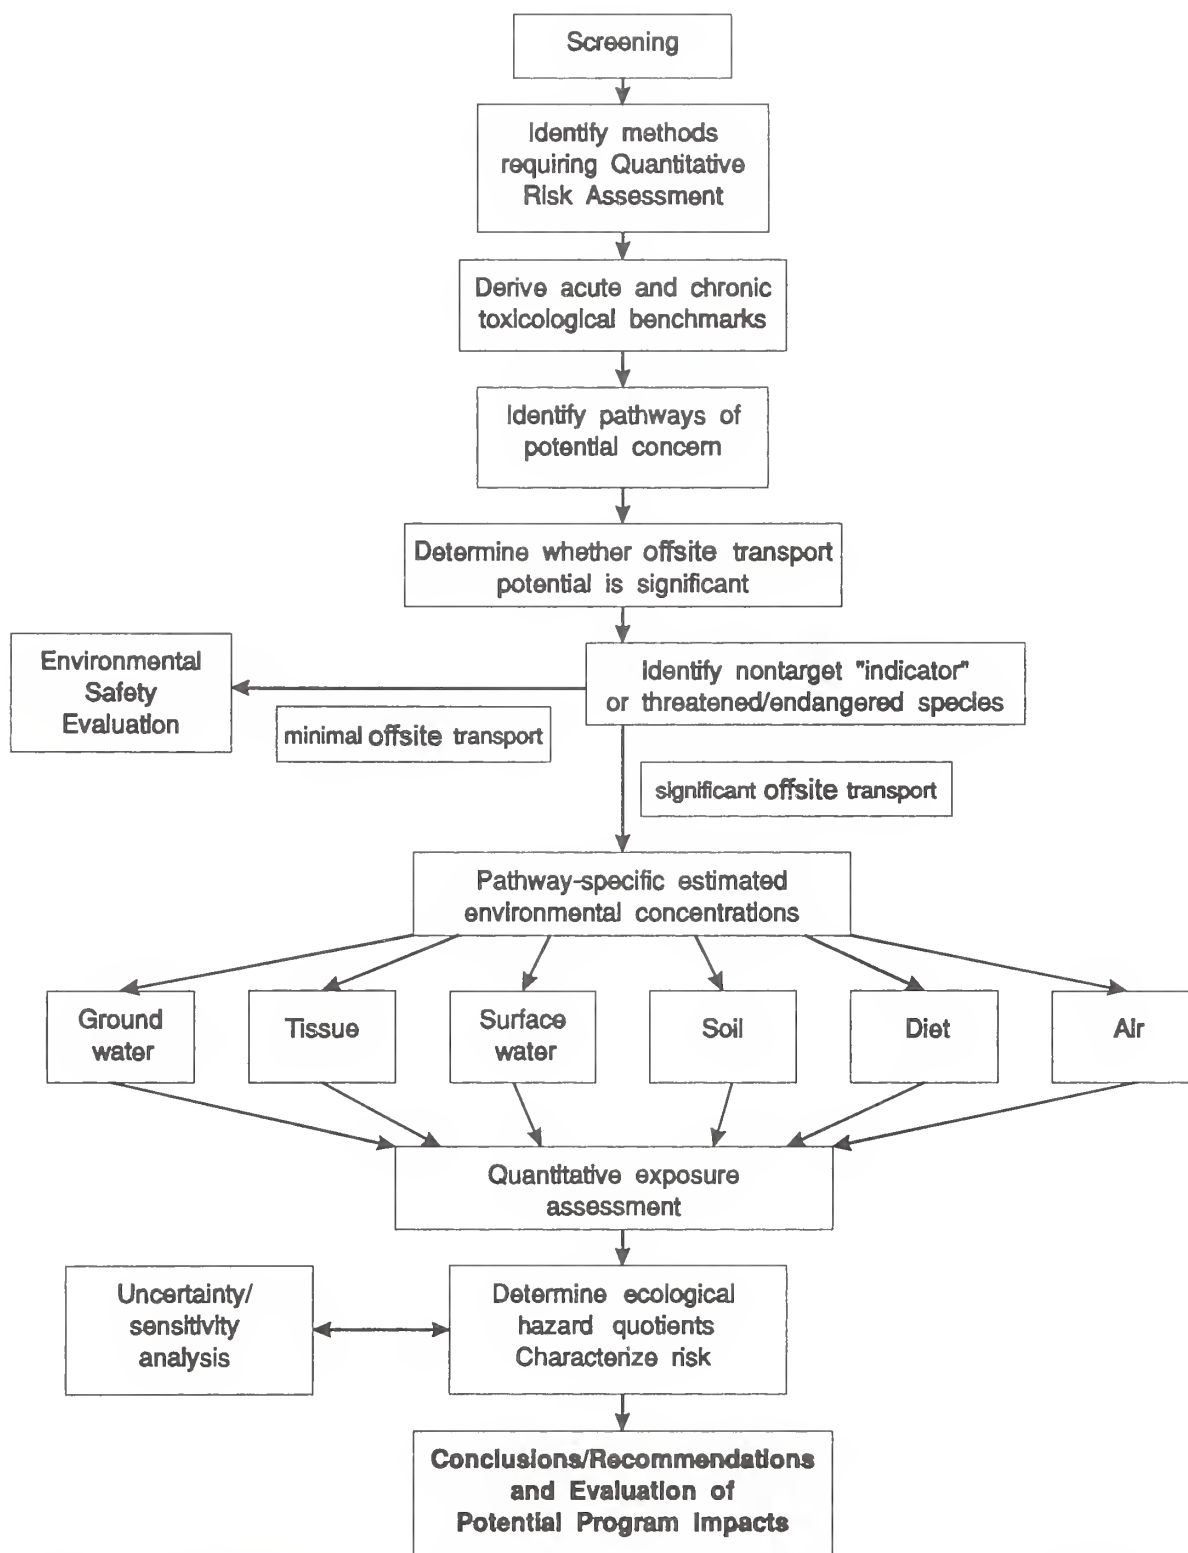 Screening
Identify methods
requiring Quantitative
Risk Assessment
Derive acute and chronic
toxicological benchmarks
Identify pathways of
potential concern
Determine whether offsite transport
potential is significant
Environmental
Safety
Evaluation
Identify nontarget "indicator"
or threatened/endangered species
minimal offsite transport
significant offsite transport
Pathway-specific estimated
environmental concentrations
Ground
water
Tissue
Surface
water
Soil
Diet
Air
Quantitative exposure
assessment
Uncertainty/
sensitivity
analysis
Determine ecological
hazard quotients
Characterize risk
Conclusions/Recommendations
and Evaluation of
Potential Program Impacts